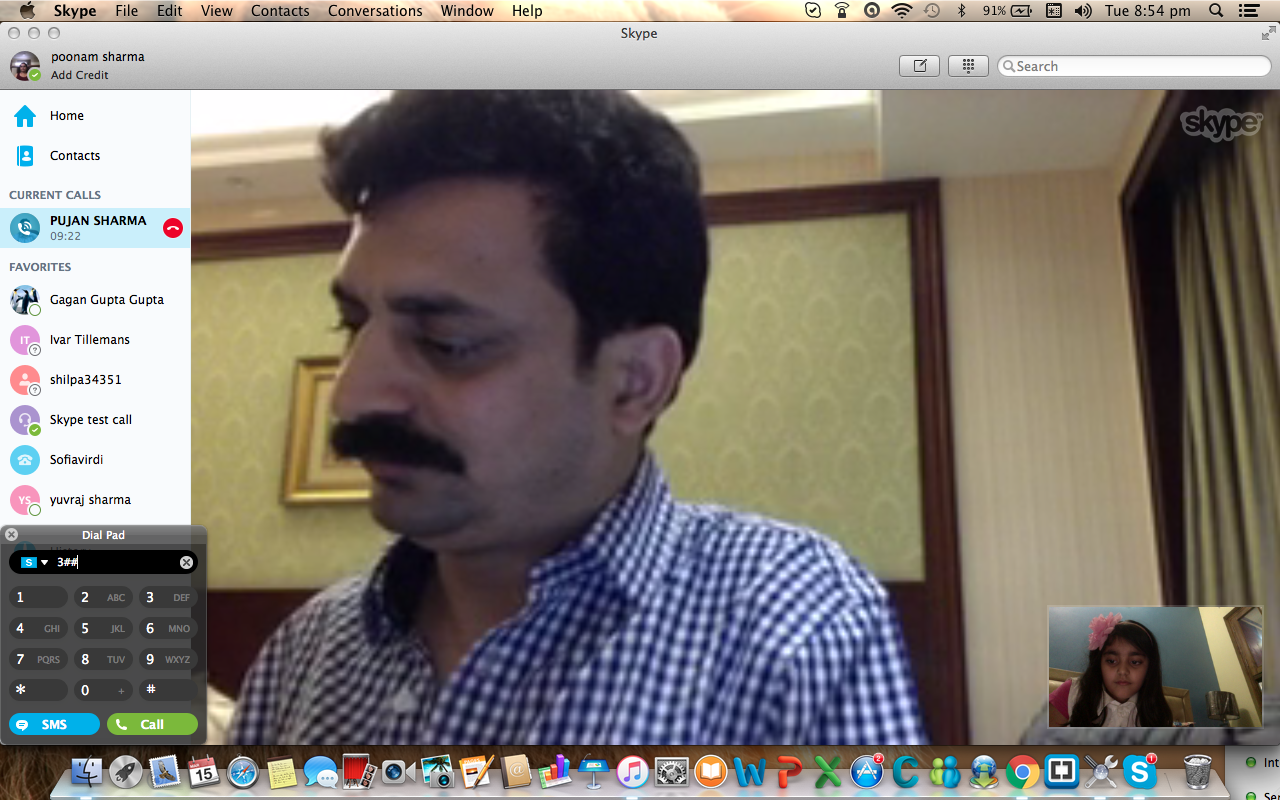 Skype File Edit View Contacts Conversations Window Help 91% Tue 8:54 pm
Skype
poonam sharma
Add Credit
Search
Home
Contacts
CURRENT CALLS
PUJAN SHARMA
09:22
FAVORITES
Gagan Gupta Gupta
IT Ivar Tillemans
shilpa34351
Skype test call
Sofiavirdi
YS yuvraj sharma
Dial Pad
S 3##
1 2 ABC 3 DEF
4 GHI 5 JKL 6 MNO
7 PQRS 8 TUV 9 WXYZ
* 0 + #
SMS Call
skype
15
2
1
Int
Ser